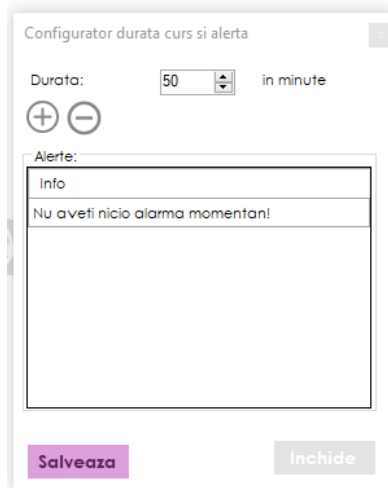 Configurator durata curs si alerta
Durata: 50 in minute
Alerte:
Info
Nu aveti nicio alarma momentan!
Salveaza Inchide